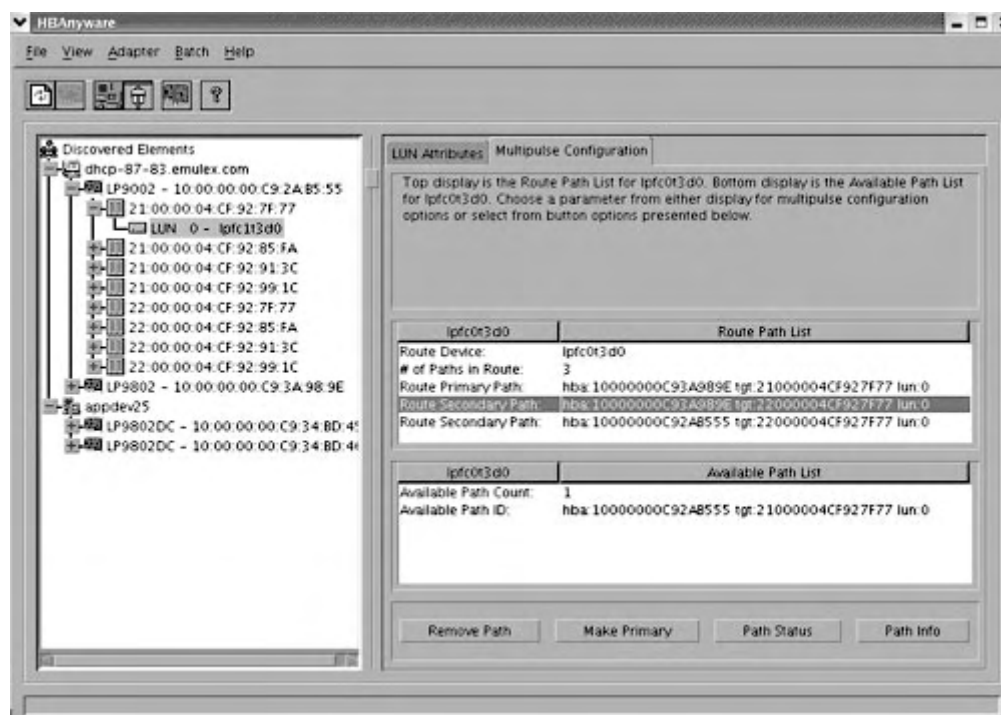 HBAnyware
File View Adapter Batch Help
Discovered Elements
dhcp-87-83.emulex.com
LP9002 - 10:00:00:00:C9:2A:B5:55
21:00:00:04:CF:92:7F:77
LUN 0 - lpfc1t3d0
21:00:00:04:CF:92:85:FA
21:00:00:04:CF:92:91:3C
21:00:00:04:CF:92:99:1C
22:00:00:04:CF:92:7F:77
22:00:00:04:CF:92:85:FA
22:00:00:04:CF:92:91:3C
22:00:00:04:CF:92:99:1C
LP9802 - 10:00:00:00:C9:3A:98:9E
appdev25
LP9802DC - 10:00:00:00:C9:34:BD:45
LP9802DC - 10:00:00:00:C9:34:BD:46
LUN Attributes Multipulse Configuration
Top display is the Route Path List for lpfc0t3d0. Bottom display is the Available Path List
for lpfc0t3d0. Choose a parameter from either display for multipulse configuration
options or select from button options presented below.
lpfc0t3d0 Route Path List
Route Device: lpfc0t3d0
# of Paths in Route: 3
Route Primary Path: hba:10000000C93A989E tgt:21000004CF927F77 lun:0
Route Secondary Path: hba:10000000C93A989E tgt:22000004CF927F77 lun:0
Route Secondary Path: hba:10000000C92AB555 tgt:22000004CF927F77 lun:0
lpfc0t3d0 Available Path List
Available Path Count: 1
Available Path ID: hba:10000000C92AB555 tgt:21000004CF927F77 lun:0
Remove Path Make Primary Path Status Path Info